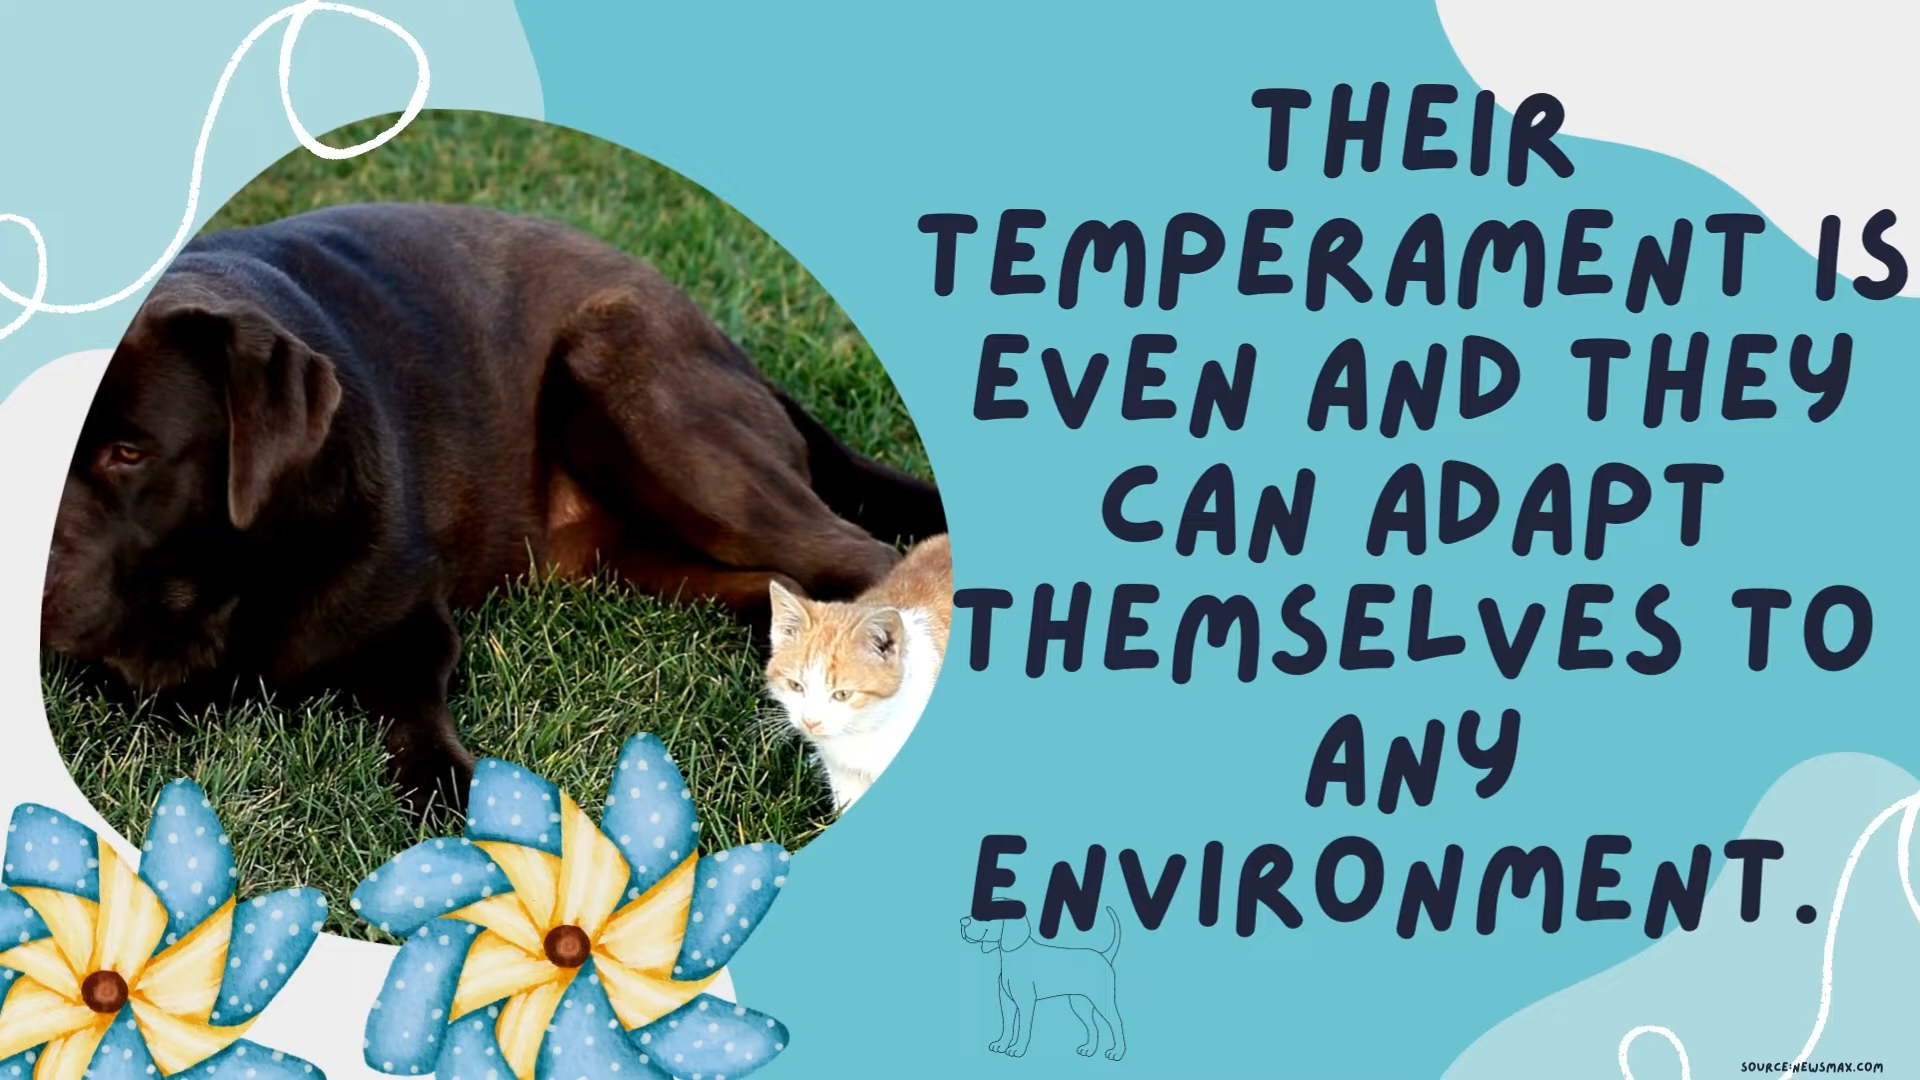 THEIR
TEMPERAMENT IS
EVEN AND THEY
CAN ADAPT
THEMSELVES TO
ANY
ENVIRONMENT.
SOURCE:NEWSMAX.COM